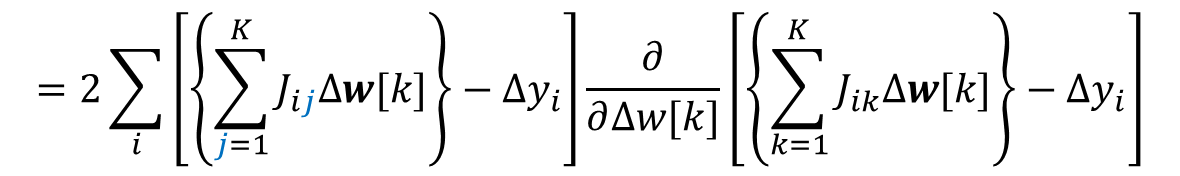 = 2 ∑_i [{∑_{j=1}^{K} J_{ij}Δ𝒘[k]} − Δy_i] ∂/∂Δw[k] [{∑_{k=1}^{K} J_{ik}Δ𝒘[k]} − Δy_i]